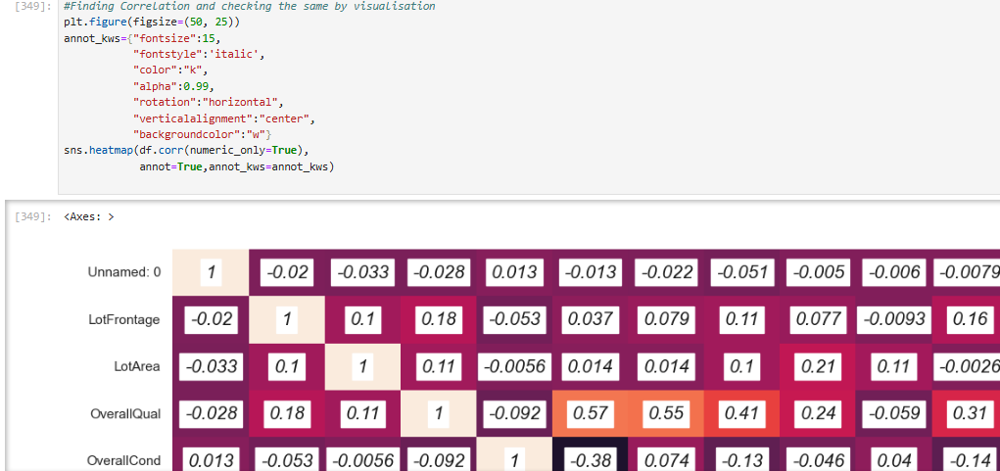 [349]: #Finding Correlation and checking the same by visualisation
plt.figure(figsize=(50, 25))
annot_kws={"fontsize":15,
"fontstyle":'italic',
"color":"k",
"alpha":0.99,
"rotation":"horizontal",
"verticalalignment":"center",
"backgroundcolor":"w"}
sns.heatmap(df.corr(numeric_only=True),
annot=True,annot_kws=annot_kws)
[349]: <Axes: >
Unnamed: 0 1 -0.02 -0.033 -0.028 0.013 -0.013 -0.022 -0.051 -0.005 -0.006 -0.0079
LotFrontage -0.02 1 0.1 0.18 -0.053 0.037 0.079 0.11 0.077 -0.0093 0.16
LotArea -0.033 0.1 1 0.11 -0.0056 0.014 0.014 0.1 0.21 0.11 -0.0026
OverallQual -0.028 0.18 0.11 1 -0.092 0.57 0.55 0.41 0.24 -0.059 0.31
OverallCond 0.013 -0.053 -0.0056 -0.092 1 -0.38 0.074 -0.13 -0.046 0.04 -0.14